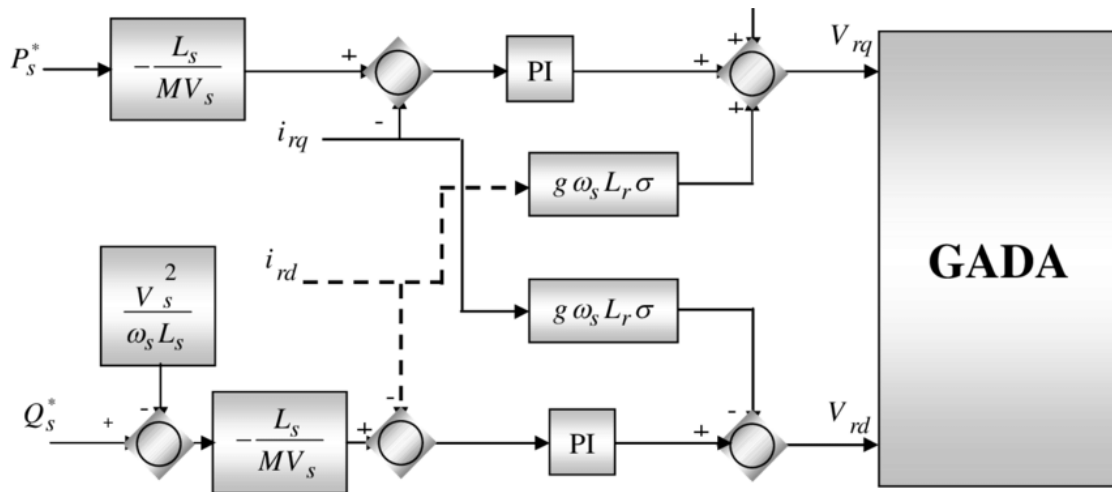 P_s^* -L_s/MV_s + - PI + + + V_rq
i_rq
g ω_s L_r σ
i_rd
GADA
V_s^2/ω_s L_s
g ω_s L_r σ
Q_s^* + - -L_s/MV_s + - PI + - V_rd